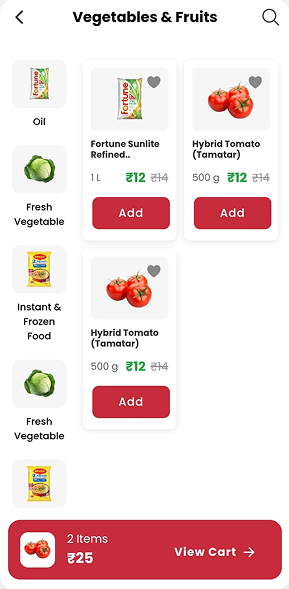 Vegetables & Fruits
Oil
Fresh
Vegetable
Instant &
Frozen
Food
Fresh
Vegetable
Fortune
Fortune Sunlite
Refined..
1 L ₹12 ₹14
Add
Hybrid Tomato
(Tamatar)
500 g ₹12 ₹14
Add
Hybrid Tomato
(Tamatar)
500 g ₹12 ₹14
Add
2 Items
₹25
View Cart